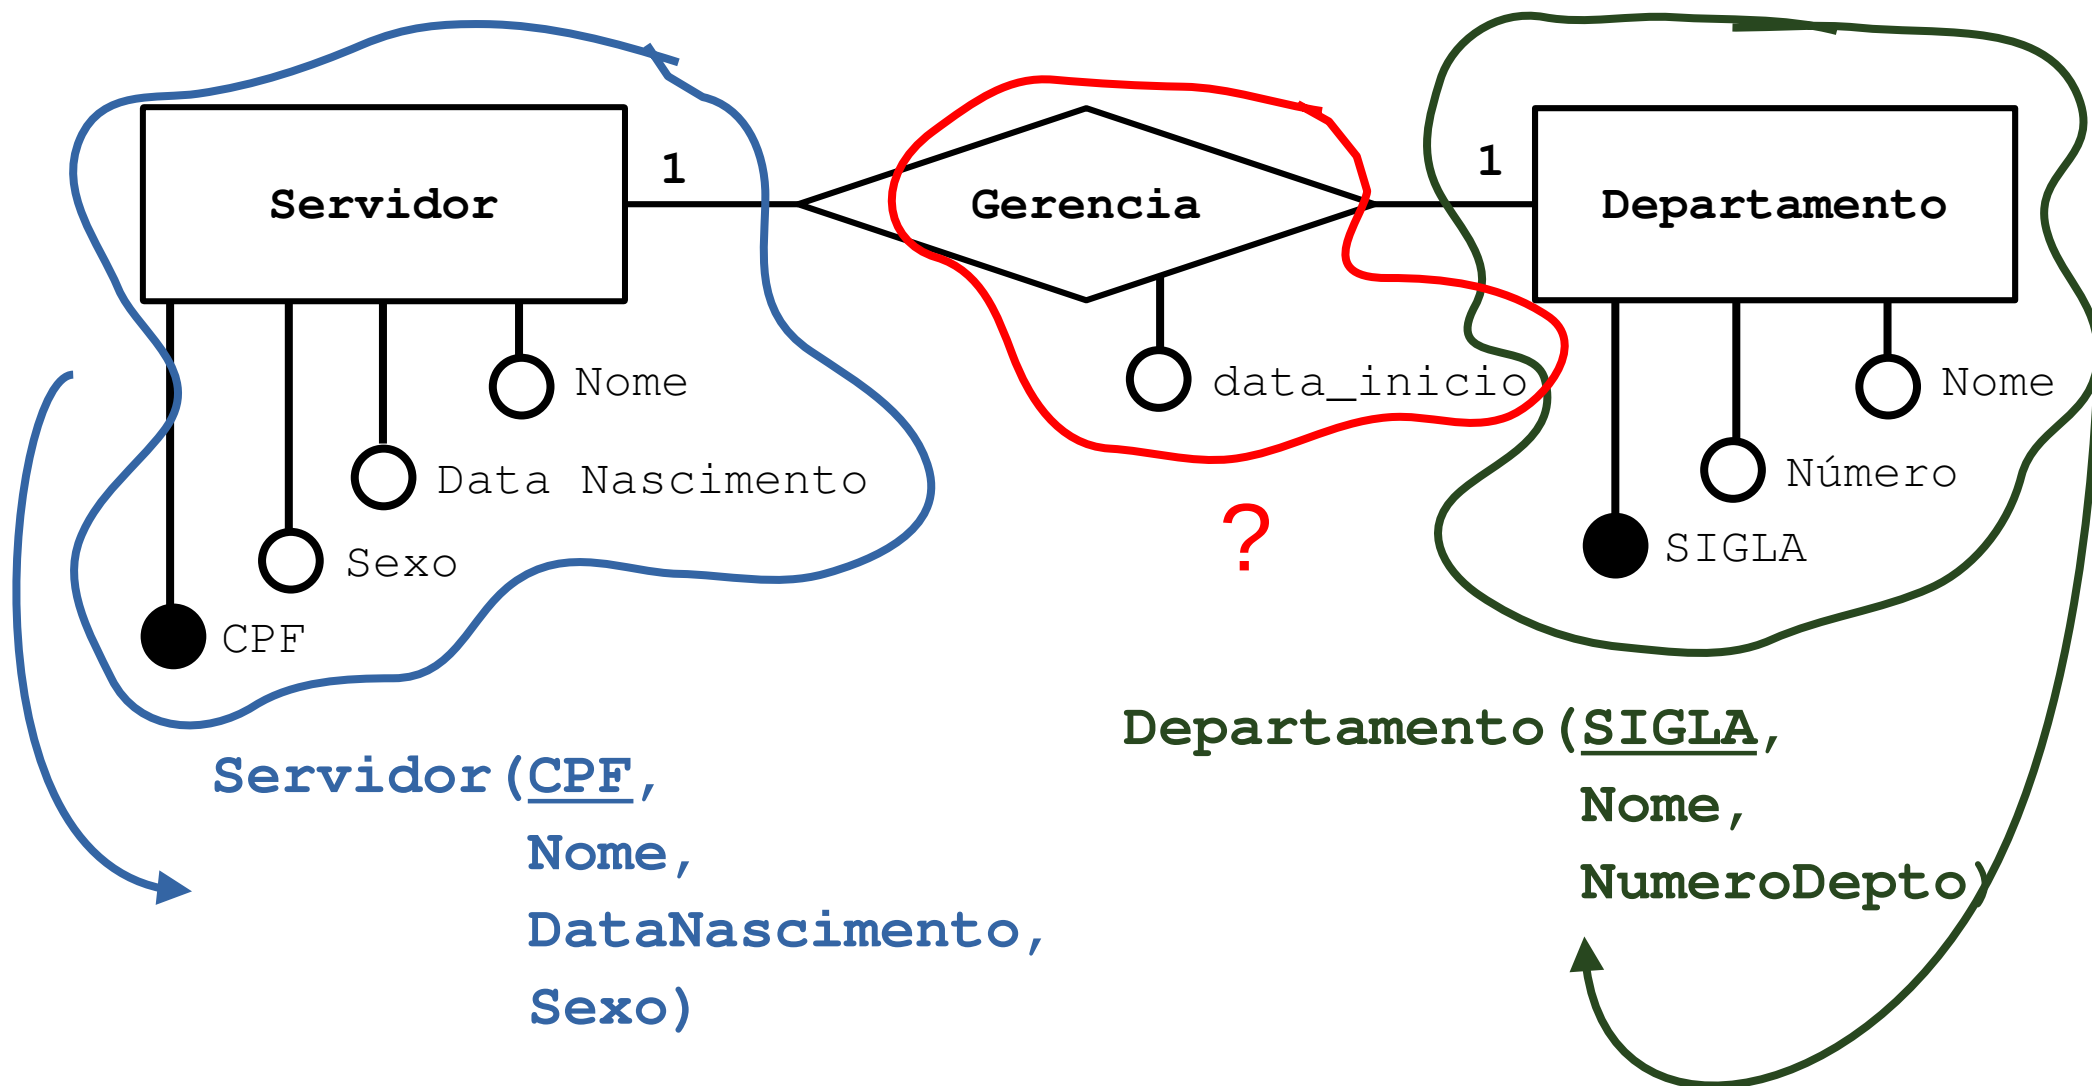 1
1
Servidor
Gerencia
Departamento
Nome
data_inicio
Nome
Data Nascimento
Número
?
SIGLA
Sexo
CPF
Departamento(SIGLA,
Nome,
NumeroDepto)
Servidor(CPF,
Nome,
DataNascimento,
Sexo)